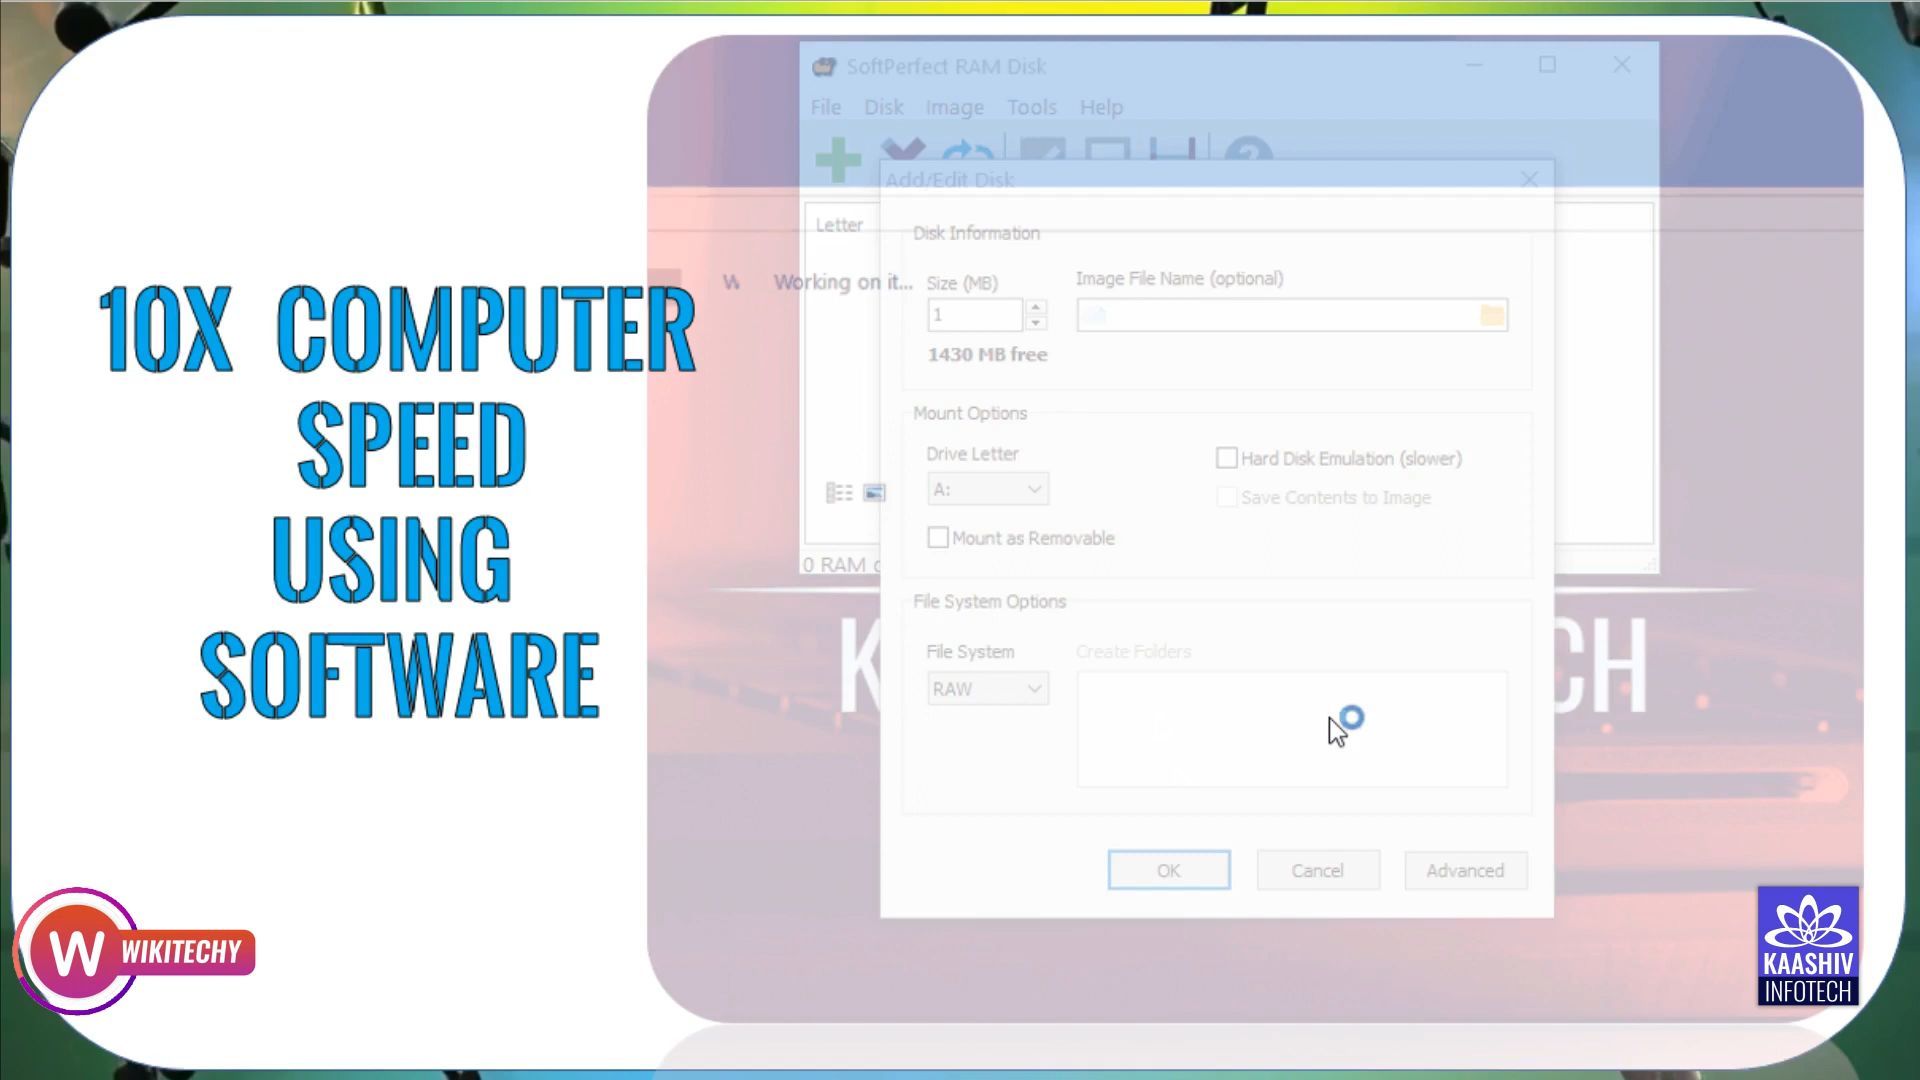 10X COMPUTER
SPEED
USING
SOFTWARE
W WIKITECHY
SoftPerfect RAM Disk
File Disk Image Tools Help
Add/Edit Disk
Letter
Disk Information
Working on it...
Size (MB)
Image File Name (optional)
1
1430 MB free
Mount Options
Drive Letter
Hard Disk Emulation (slower)
A:
Save Contents to Image
Mount as Removable
0 RAM
File System Options
K CH
File System
Create Folders
RAW
OK Cancel Advanced
KAASHIV
INFOTECH